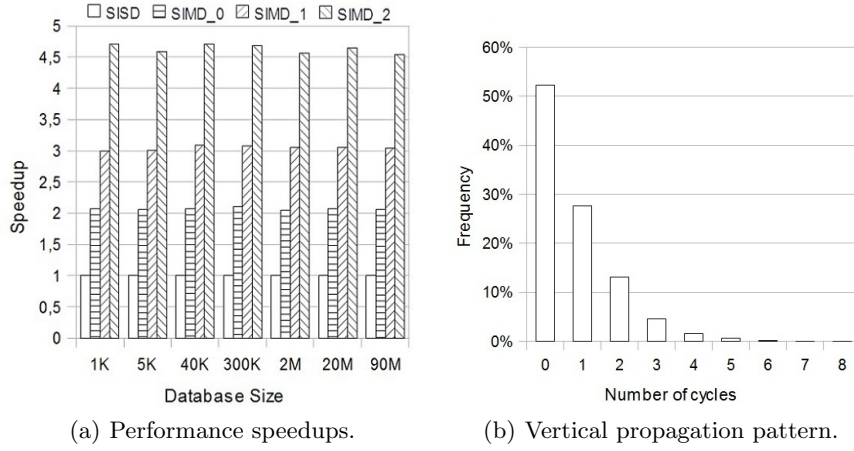 SISD SIMD_0 SIMD_1 SIMD_2
5
4,5
4
3,5
3
2,5
2
1,5
1
0,5
0
Speedup
1K 5K 40K 300K 2M 20M 90M
Database Size
(a) Performance speedups.
60%
50%
40%
30%
20%
10%
0%
Frequency
0 1 2 3 4 5 6 7 8
Number of cycles
(b) Vertical propagation pattern.